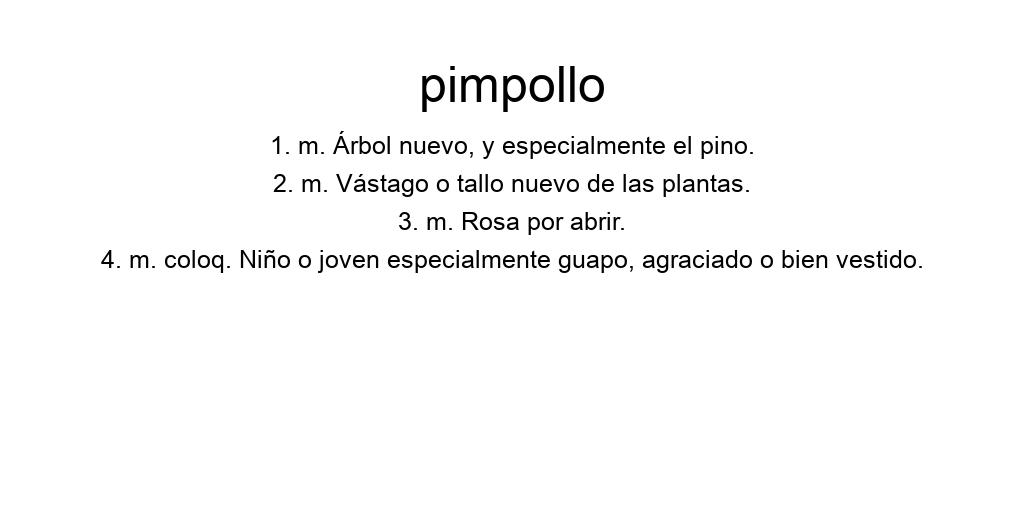 pimpollo
1. m. Árbol nuevo, y especialmente el pino.
2. m. Vástago o tallo nuevo de las plantas.
3. m. Rosa por abrir.
4. m. coloq. Niño o joven especialmente guapo, agraciado o bien vestido.